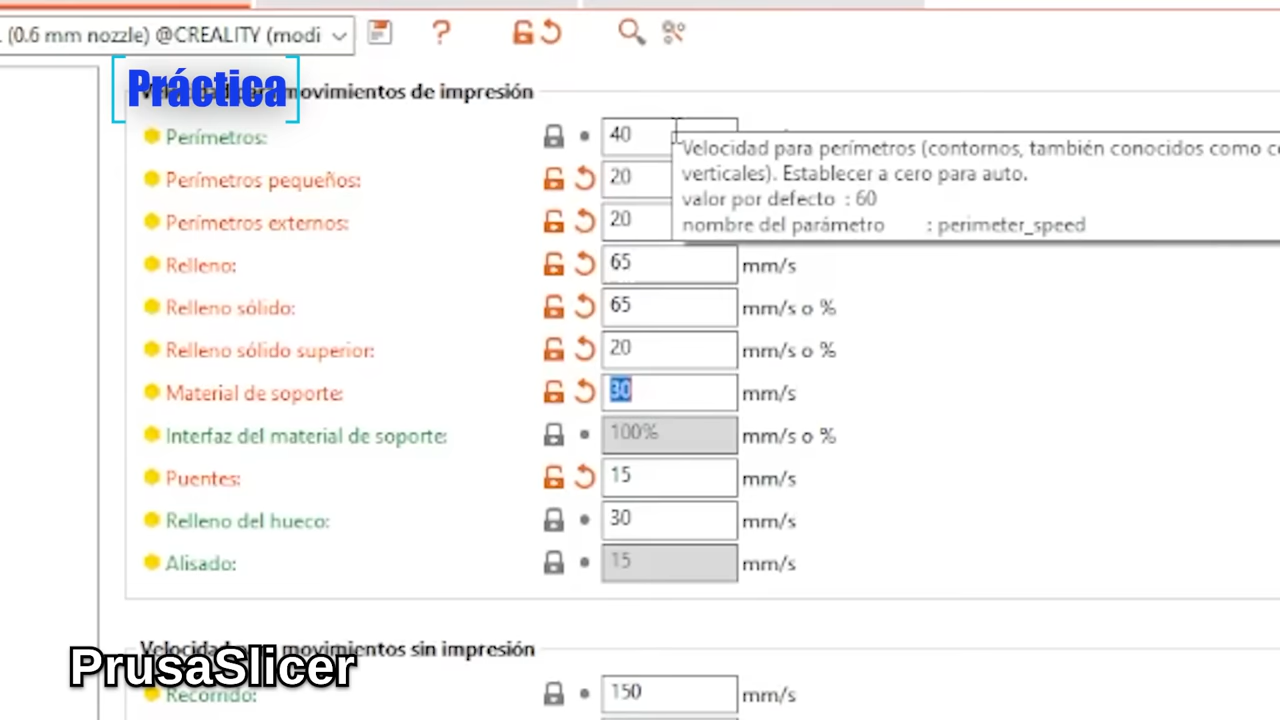 (0.6 mm nozzle) @CREALITY (modi
?
Práctica
movimientos de impresión
Perímetros: 40
Velocidad para perímetros (contornos, también conocidos como
verticales). Establecer a cero para auto.
valor por defecto : 60
nombre del parámetro : perimeter_speed
Perímetros pequeños: 20
Perímetros externos: 20
Relleno: 65 mm/s
Relleno sólido: 65 mm/s o %
Relleno sólido superior: 20 mm/s o %
Material de soporte: 30 mm/s
Interfaz del material de soporte: 100% mm/s o %
Puentes: 15 mm/s
Relleno del hueco: 30 mm/s
Alisado: 15 mm/s
movimientos sin impresión
PrusaSlicer
Recorrido: 150 mm/s